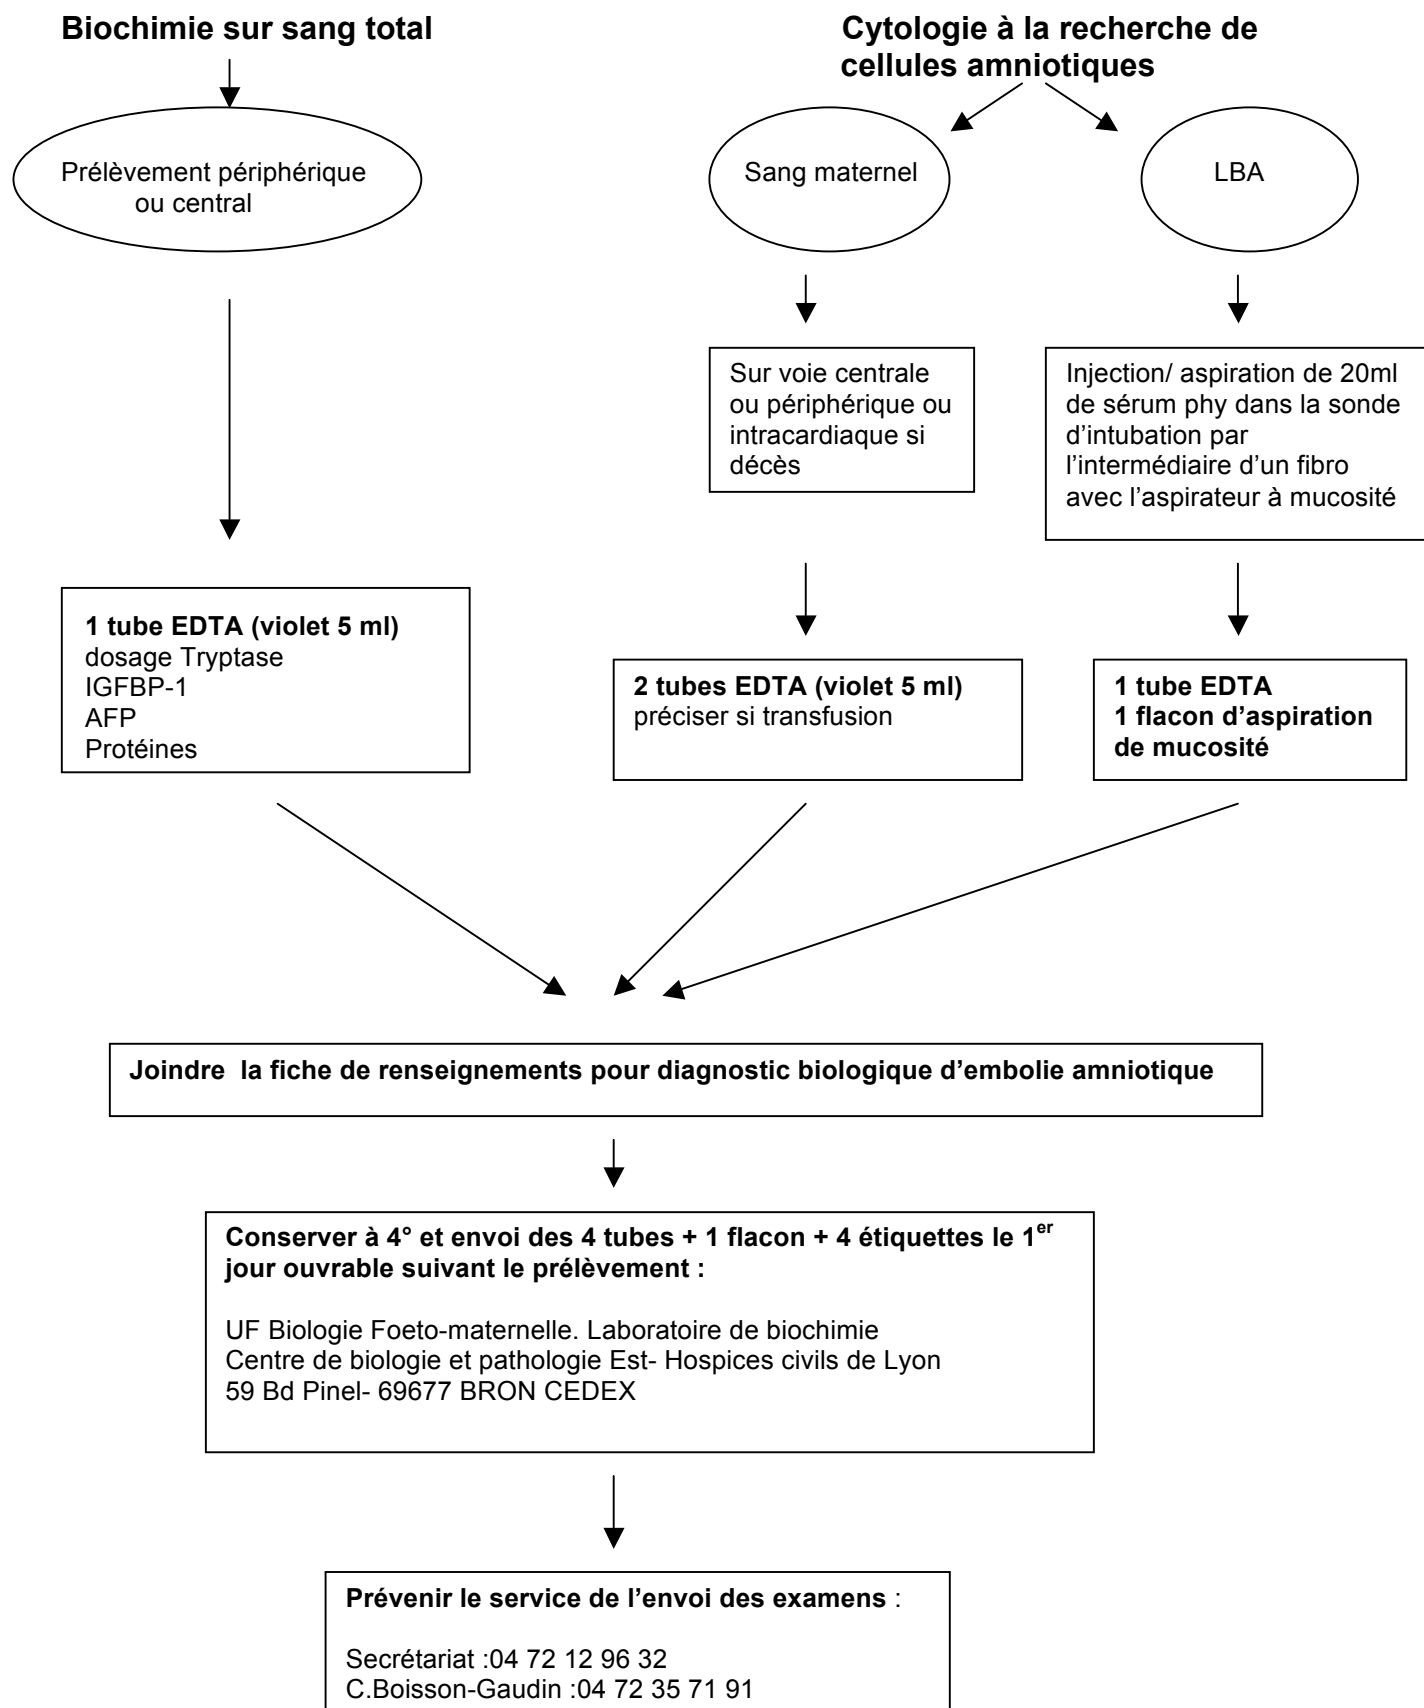 Biochimie sur sang total
Cytologie à la recherche de
cellules amniotiques
Prélèvement périphérique
ou central
Sang maternel
LBA
Sur voie centrale
ou périphérique ou
intracardiaque si
décès
Injection/ aspiration de 20ml
de sérum phy dans la sonde
d’intubation par
l’intermédiaire d’un fibro
avec l’aspirateur à mucosité
1 tube EDTA (violet 5 ml)
dosage Tryptase
IGFBP-1
AFP
Protéines
2 tubes EDTA (violet 5 ml)
préciser si transfusion
1 tube EDTA
1 flacon d’aspiration
de mucosité
Joindre  la fiche de renseignements pour diagnostic biologique d’embolie amniotique
Conserver à 4° et envoi des 4 tubes + 1 flacon + 4 étiquettes le 1er
jour ouvrable suivant le prélèvement :
UF Biologie Foeto-maternelle. Laboratoire de biochimie
Centre de biologie et pathologie Est- Hospices civils de Lyon
59 Bd Pinel- 69677 BRON CEDEX
Prévenir le service de l’envoi des examens :
Secrétariat :04 72 12 96 32
C.Boisson-Gaudin :04 72 35 71 91